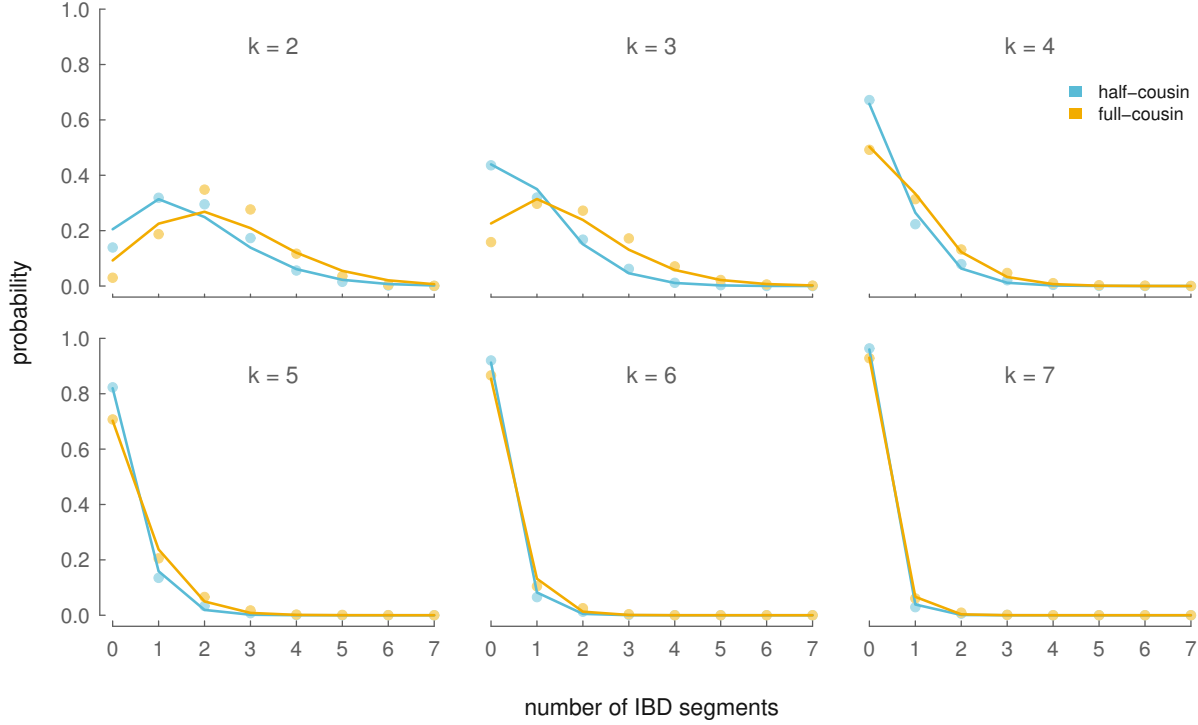 1.0
0.8
0.6
0.4
0.2
0.0
k = 2
k = 3
k = 4
half−cousin
full−cousin
probability
1.0
0.8
0.6
0.4
0.2
0.0
k = 5
k = 6
k = 7
0 1 2 3 4 5 6 7
0 1 2 3 4 5 6 7
0 1 2 3 4 5 6 7
number of IBD segments